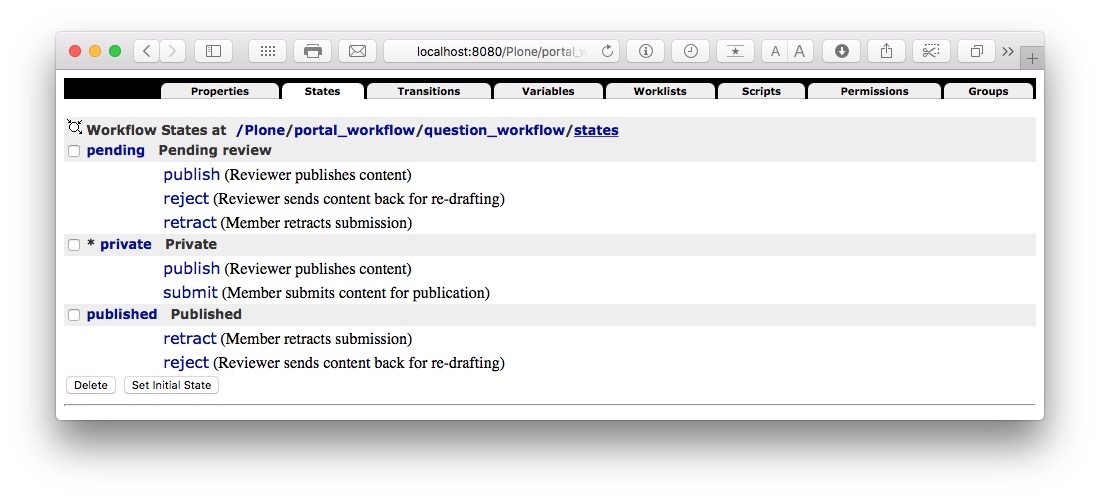 localhost:8080/Plone/portal_w
A A
Properties States Transitions Variables Worklists Scripts Permissions Groups
Workflow States at /Plone/portal_workflow/question_workflow/states
pending Pending review
publish (Reviewer publishes content)
reject (Reviewer sends content back for re-drafting)
retract (Member retracts submission)
* private Private
publish (Reviewer publishes content)
submit (Member submits content for publication)
published Published
retract (Member retracts submission)
reject (Reviewer sends content back for re-drafting)
Delete Set Initial State